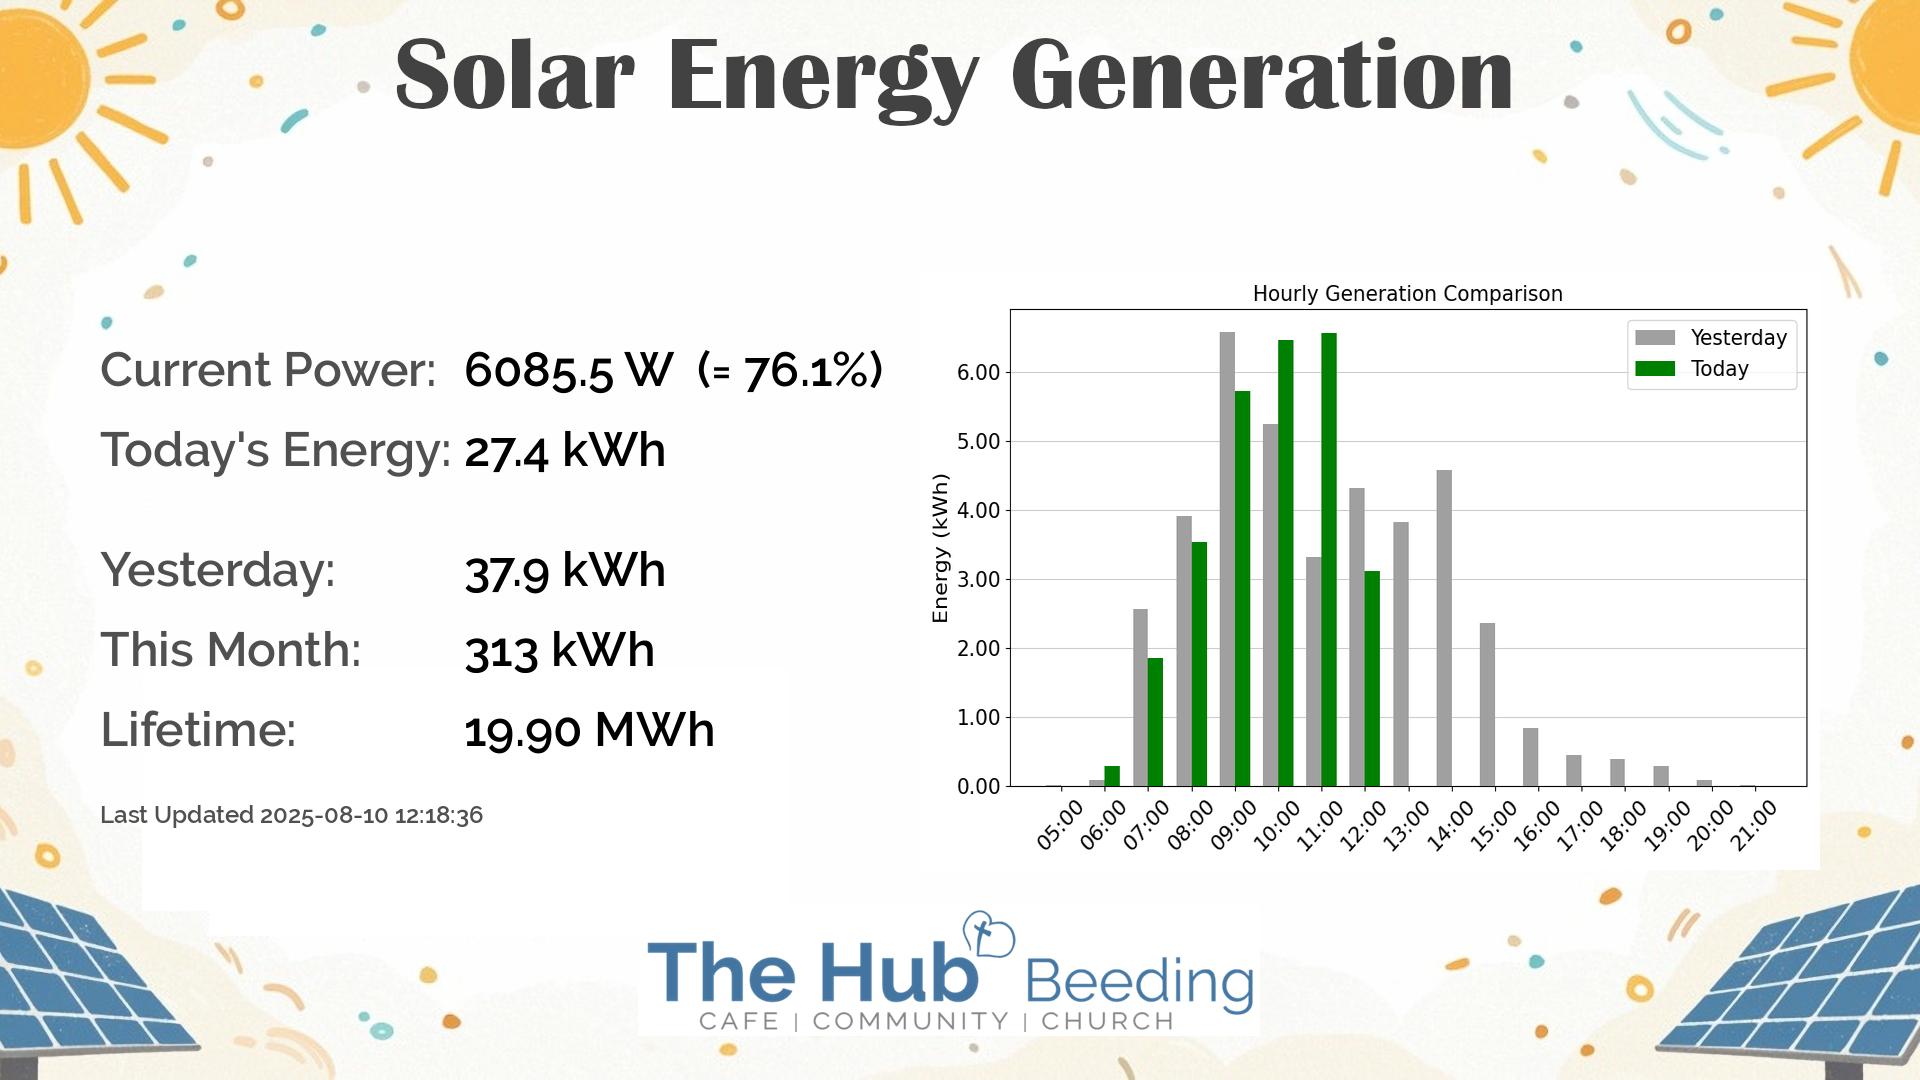 Solar Energy Generation
Current Power: 6085.5 W (= 76.1%)
Today's Energy: 27.4 kWh
Yesterday: 37.9 kWh
This Month: 313 kWh
Lifetime: 19.90 MWh
Last Updated 2025-08-10 12:18:36
Hourly Generation Comparison
Yesterday
Today
Energy (kWh)
6.00
5.00
4.00
3.00
2.00
1.00
0.00
05:00 06:00 07:00 08:00 09:00 10:00 11:00 12:00 13:00 14:00 15:00 16:00 17:00 18:00 19:00 20:00 21:00
The Hub Beeding
CAFE | COMMUNITY | CHURCH